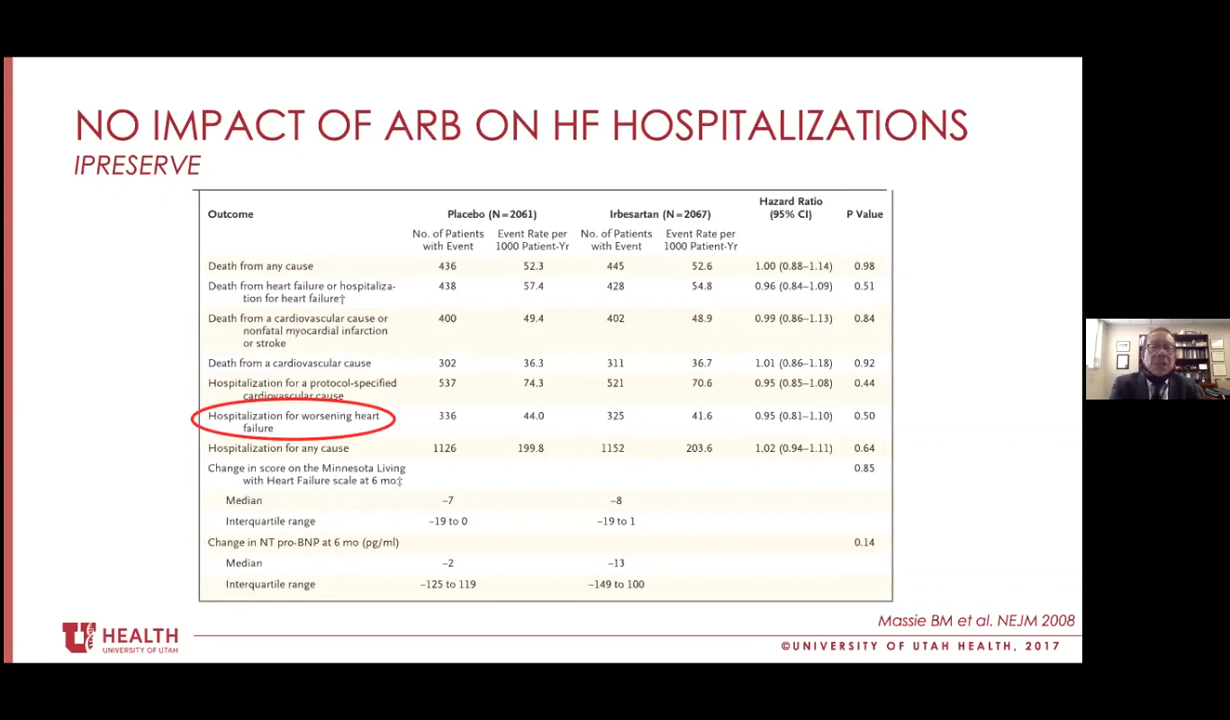 NO IMPACT OF ARB ON HF HOSPITALIZATIONS
IPRESERVE
Outcome Placebo (N=2061) Irbesartan (N=2067) Hazard Ratio (95% CI) P Value
No. of Patients with Event Event Rate per 1000 Patient-Yr No. of Patients with Event Event Rate per 1000 Patient-Yr
Death from any cause 436 52.3 445 52.6 1.00 (0.88–1.14) 0.98
Death from heart failure or hospitaliza- 438 57.4 428 54.8 0.96 (0.84–1.09) 0.51
tion for heart failure†
Death from a cardiovascular cause or 400 49.4 402 48.9 0.99 (0.86–1.13) 0.84
nonfatal myocardial infarction
or stroke
Death from a cardiovascular cause 302 36.3 311 36.7 1.01 (0.86–1.18) 0.92
Hospitalization for a protocol-specified 537 74.3 521 70.6 0.95 (0.85–1.08) 0.44
cardiovascular cause
Hospitalization for worsening heart 336 44.0 325 41.6 0.95 (0.81–1.10) 0.50
failure
Hospitalization for any cause 1126 199.8 1152 203.6 1.02 (0.94–1.11) 0.64
Change in score on the Minnesota Living 0.85
with Heart Failure scale at 6 mo‡
Median –7 –8
Interquartile range –19 to 0 –19 to 1
Change in NT pro-BNP at 6 mo (pg/ml) 0.14
Median –2 –13
Interquartile range –125 to 119 –149 to 100
Massie BM et al. NEJM 2008
U HEALTH
UNIVERSITY OF UTAH
©UNIVERSITY OF UTAH HEALTH, 2017